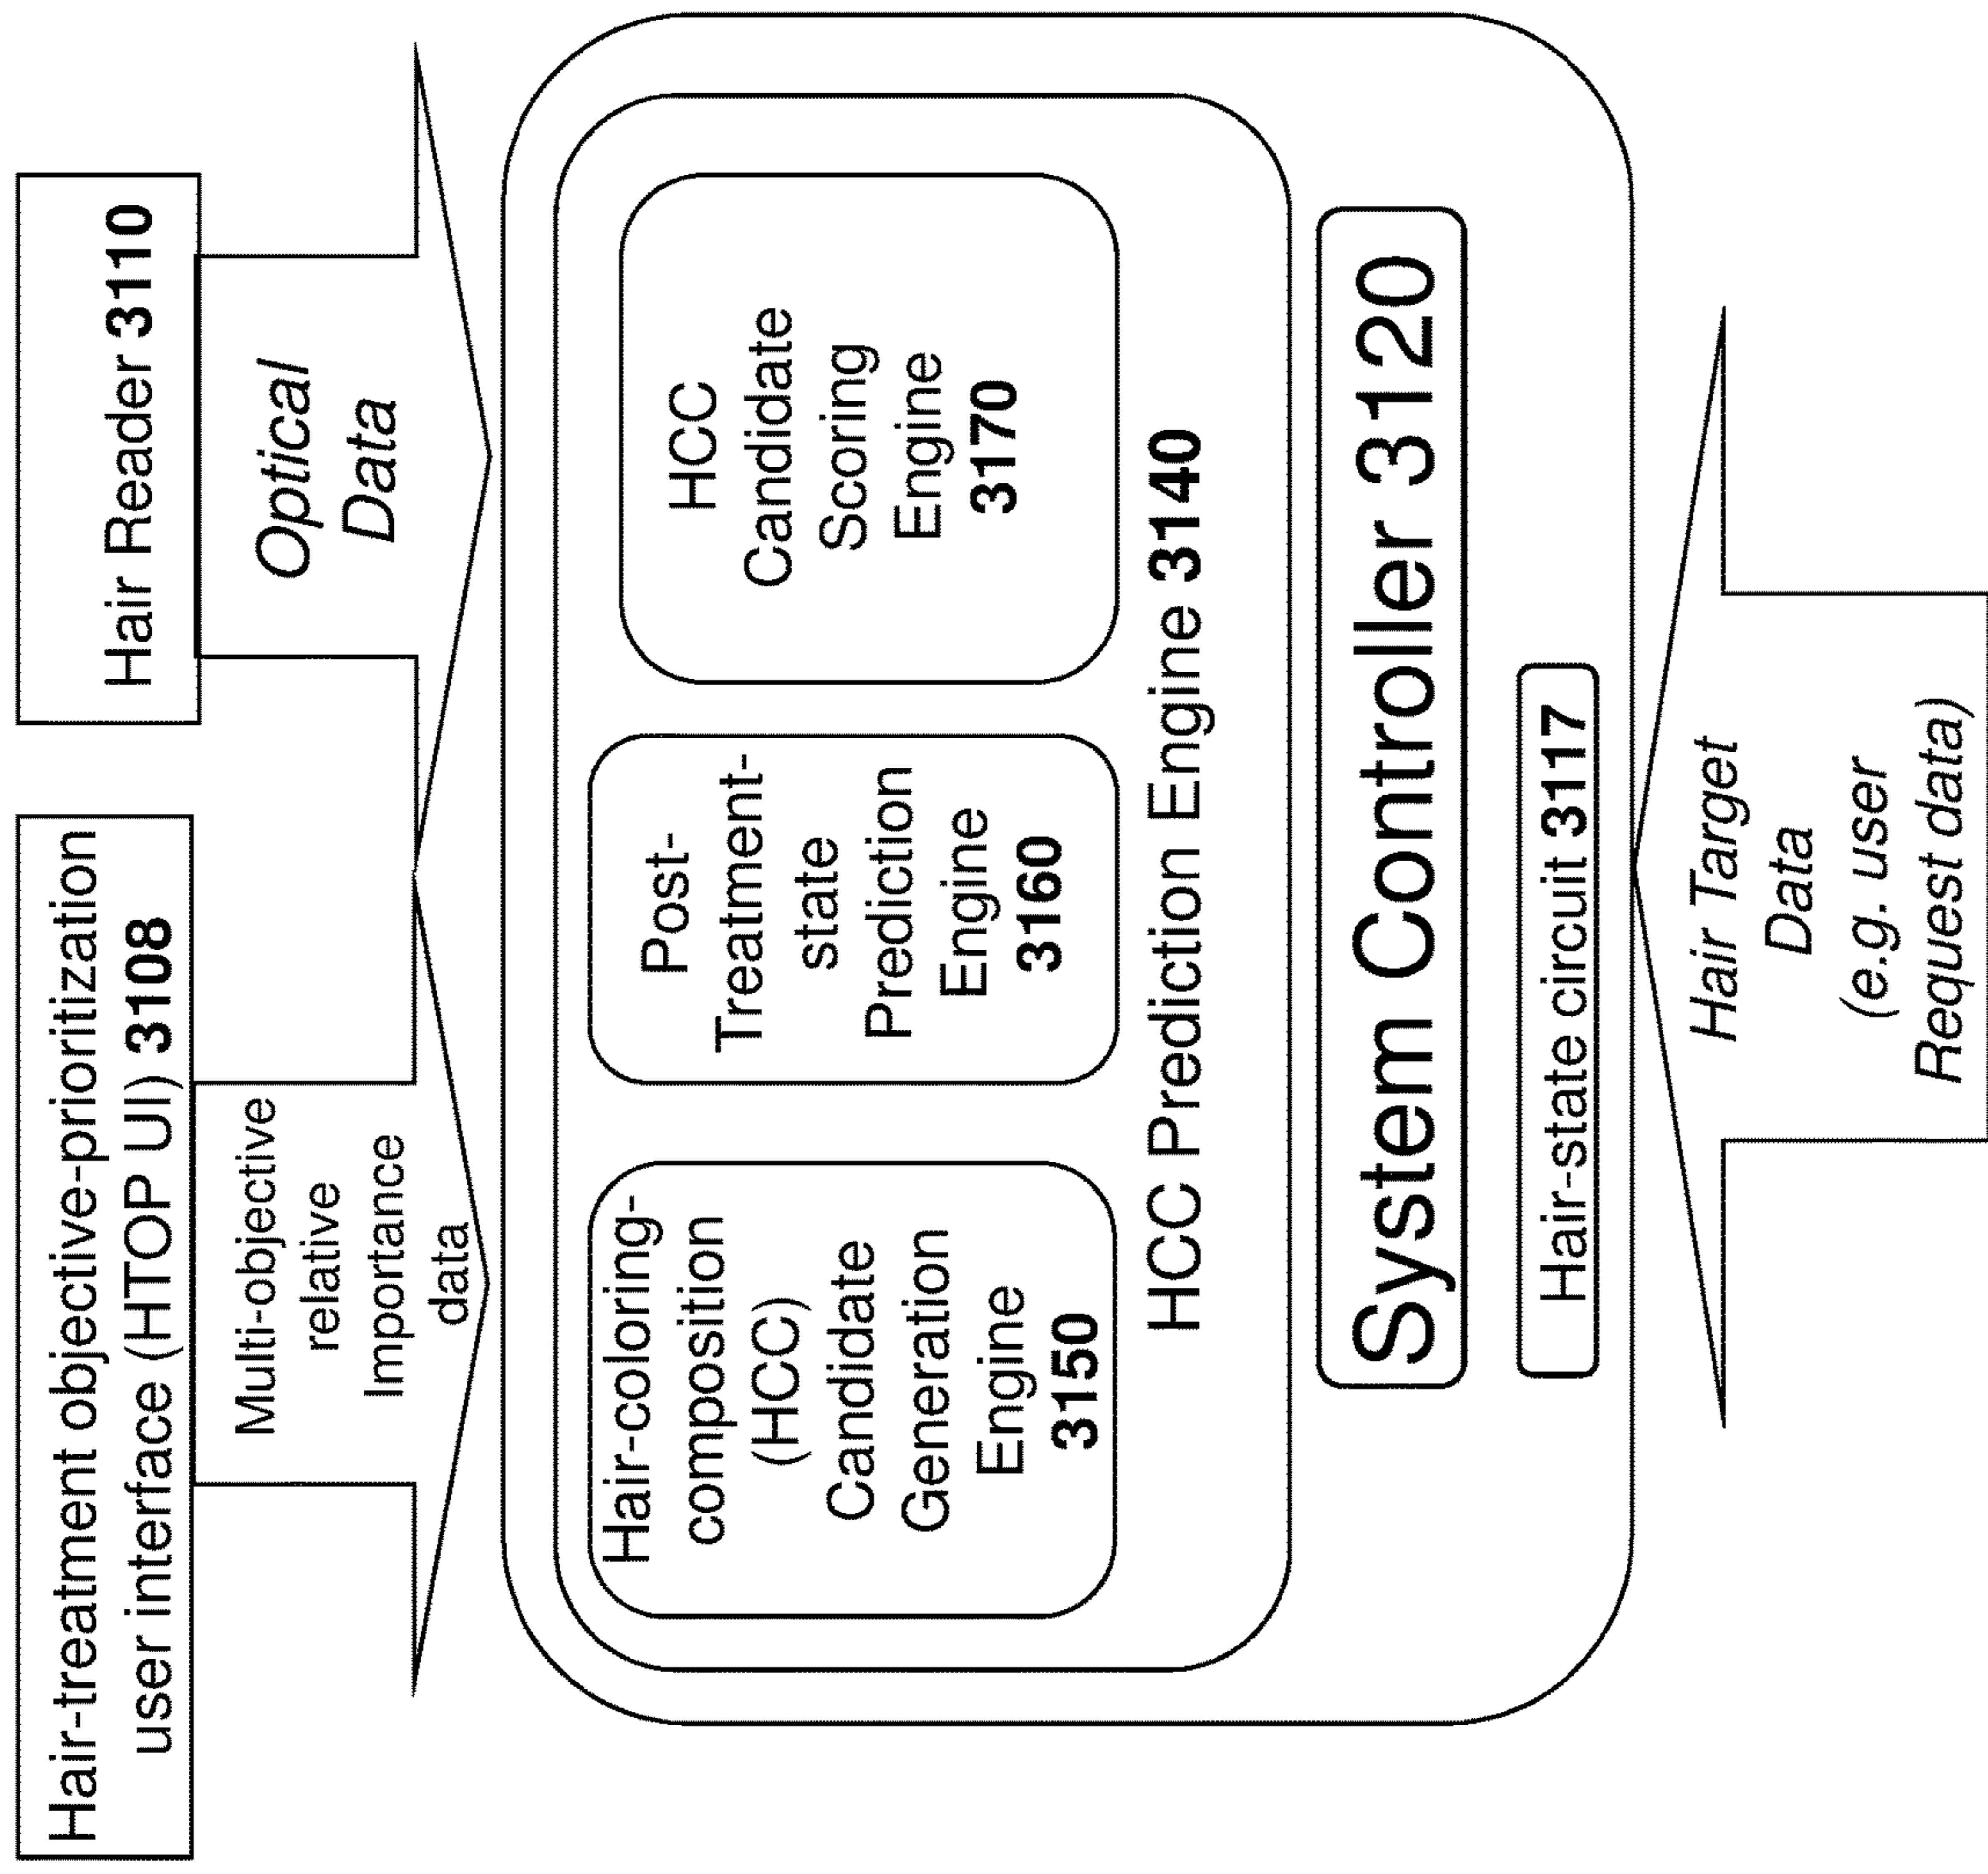 Hair-treatment objective-prioritization
user interface (HTOP UI) 3108
Hair Reader 3110
Multi-objective
relative
Importance
data
Optical
Data
Hair-coloring-
composition
(HCC)
Candidate
Generation
Engine
3150
Post-
Treatment-
state
Prediction
Engine
3160
HCC
Candidate
Scoring
Engine
3170
HCC Prediction Engine 3140
System Controller 3120
Hair-state circuit 3117
Hair Target
Data
(e.g. user
Request data)